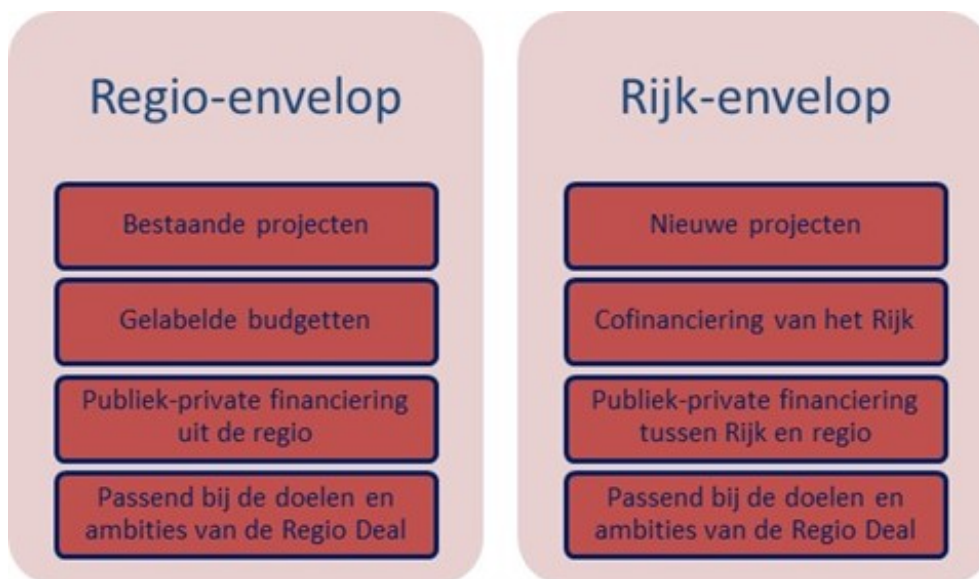 Regio-envelop
Bestaande projecten
Gelabelde budgetten
Publiek-private financiering
uit de regio
Passend bij de doelen en
ambities van de Regio Deal
Rijk-envelop
Nieuwe projecten
Cofinanciering van het Rijk
Publiek-private financiering
tussen Rijk en regio
Passend bij de doelen en
ambities van de Regio Deal